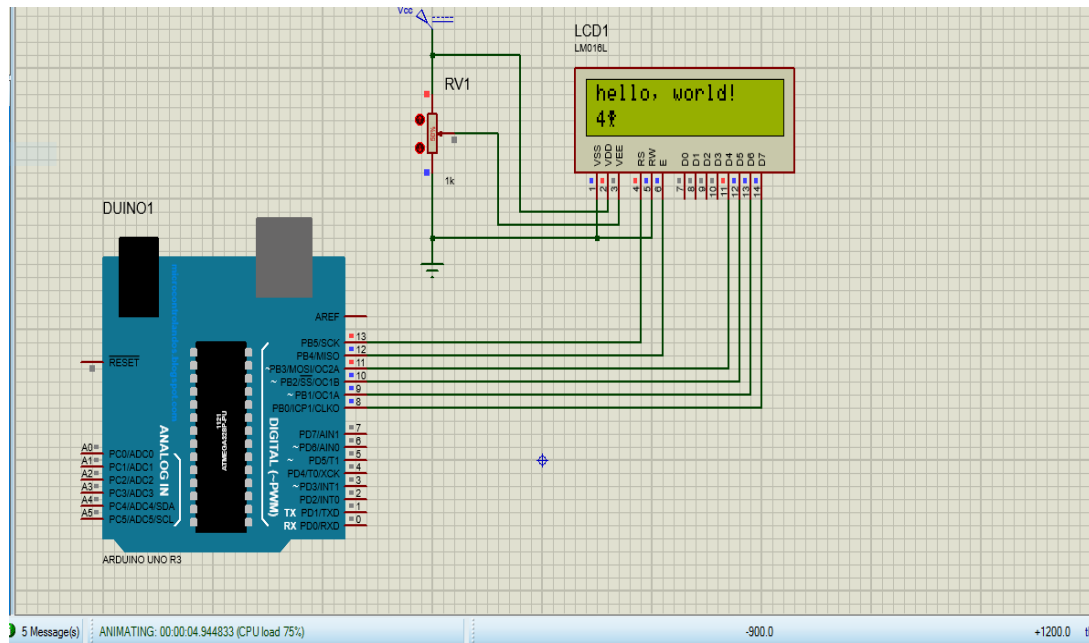 Vcc
RV1
50%
1k
LCD1
LM016L
hello, world!
4
VSS
VDD
VEE
RS
RW
E
D0
D1
D2
D3
D4
D5
D6
D7
1
2
3
4
5
6
7
8
9
10
11
12
13
14
DUINO1
AREF
RESET
PB5/SCK 13
PB4/MISO 12
~PB3/MOSI/OC2A 11
~ PB2/SS/OC1B 10
~ PB1/OC1A 9
PB0/ICP1/CLKO 8
PD7/AIN1 7
~PD6/AIN0 6
~ PD5/T1 5
PD4/T0/XCK 4
~PD3/INT1 3
PD2/INT0 2
TX PD1/TXD 1
RX PD0/RXD 0
DIGITAL (~PWM)
1121
ATMEGA328P-PU
ANALOG IN
A0 PC0/ADC0
A1 PC1/ADC1
A2 PC2/ADC2
A3 PC3/ADC3
A4 PC4/ADC4/SDA
A5 PC5/ADC5/SCL
ARDUINO UNO R3
5 Message(s)
ANIMATING: 00:00:04.944833 (CPU load 75%)
-900.0
+1200.0